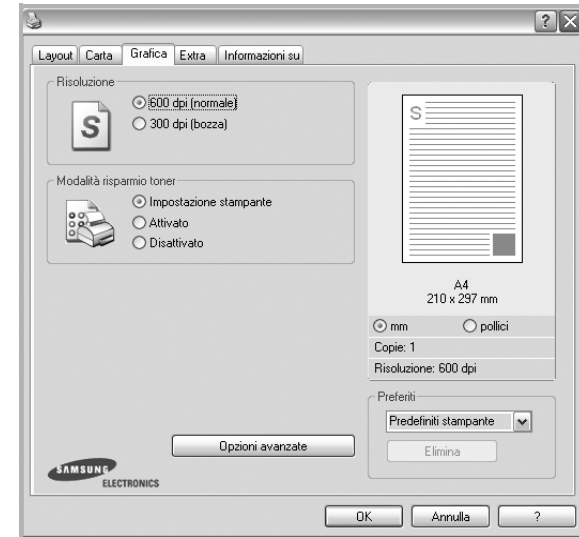 ?
Layout Carta Grafica Extra Informazioni su
Risoluzione
600 dpi (normale)
300 dpi (bozza)
S
Modalità risparmio toner
Impostazione stampante
Attivato
Disattivato
S
A4
210 x 297 mm
mm pollici
Copie: 1
Risoluzione: 600 dpi
Preferiti
Predefiniti stampante
Elimina
Opzioni avanzate
SAMSUNG
ELECTRONICS
OK Annulla ?